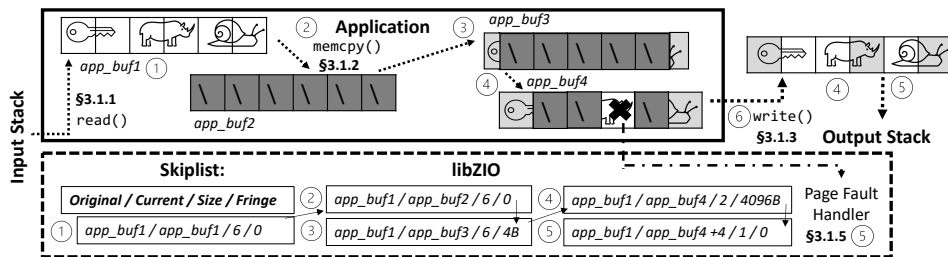 Input Stack
Application
app_buf1 ①
§3.1.1
read()
②
memcpy()
§3.1.2
app_buf2
③
app_buf3
④
app_buf4
⑥ write()
§3.1.3
④
⑤
Output Stack
Skiplist:
libZIO
Original / Current / Size / Fringe
① app_buf1 / app_buf1 / 6 / 0
② app_buf1 / app_buf2 / 6 / 0
③ app_buf1 / app_buf3 / 6 / 4B
④ app_buf1 / app_buf4 / 2 / 4096B
⑤ app_buf1 / app_buf4 +4 / 1 / 0
Page Fault
Handler
§3.1.5 ⑤